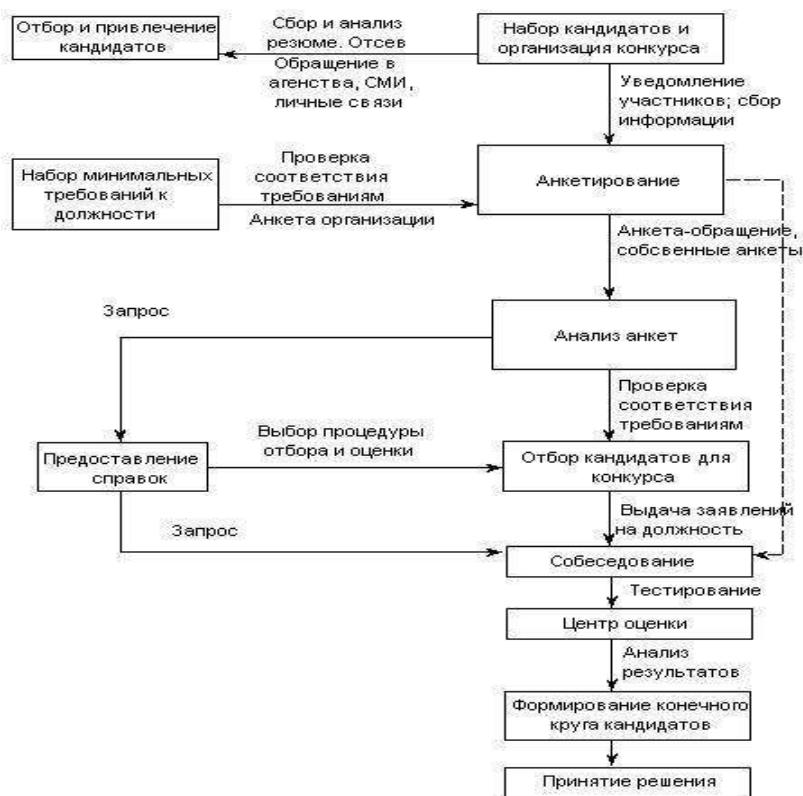 Отбор и привлечение
кандидатов
Сбор и анализ
резюме. Отсев
Обращение в
агенства, СМИ,
личные связи
Набор кандидатов и
организация конкурса
Уведомление
участников; сбор
информации
Набор минимальных
требований к
должности
Проверка
соответствия
требованиям
Анкета организации
Анкетирование
Анкета-обращение,
собсвенные анкеты
Запрос
Анализ анкет
Проверка
соответствия
требованиям
Предоставление
справок
Выбор процедуры
отбора и оценки
Отбор кандидатов для
конкурса
Выдача заявлений
на должность
Запрос
Собеседование
Тестирование
Центр оценки
Анализ
результатов
Формирование конечного
круга кандидатов
Принятие решения